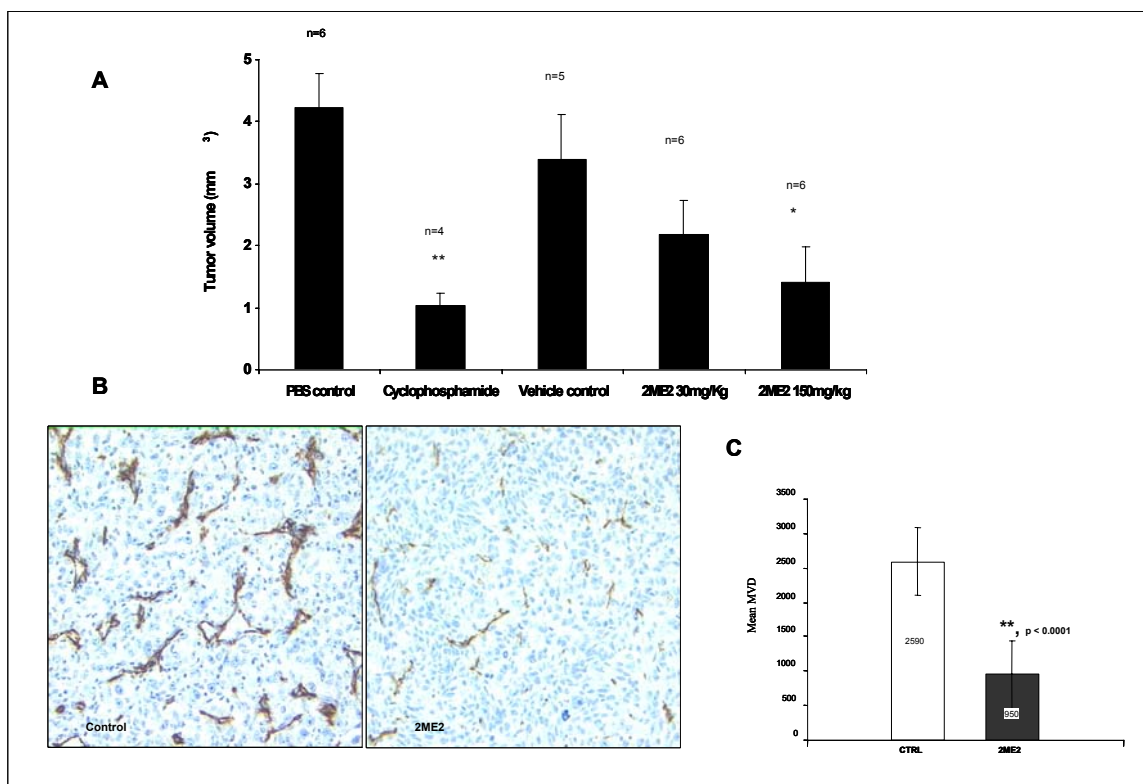 A
n=6
n=5
n=6
n=6
*
n=4
**
Tumor volume (mm 3)
5
4
3
2
1
0
PBS control Cyclophosphamide Vehicle control 2ME2 30mg/Kg 2ME2 150mg/kg
B
Control
2ME2
C
Mean MVD
3500
3000
2500
2000
1500
1000
500
0
2590
**, p < 0.0001
950
CTRL 2ME2